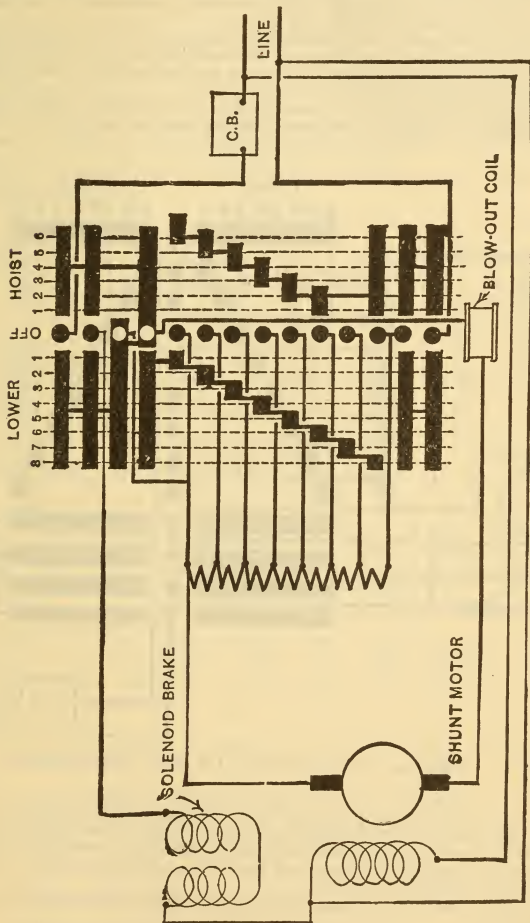 LINE
C.B.
HOIST
6
5
4
3
2
1
OFF
LOWER
1
2
3
4
5
6
7
8
BLOW-OUT COIL
SOLENOID BRAKE
SHUNT MOTOR